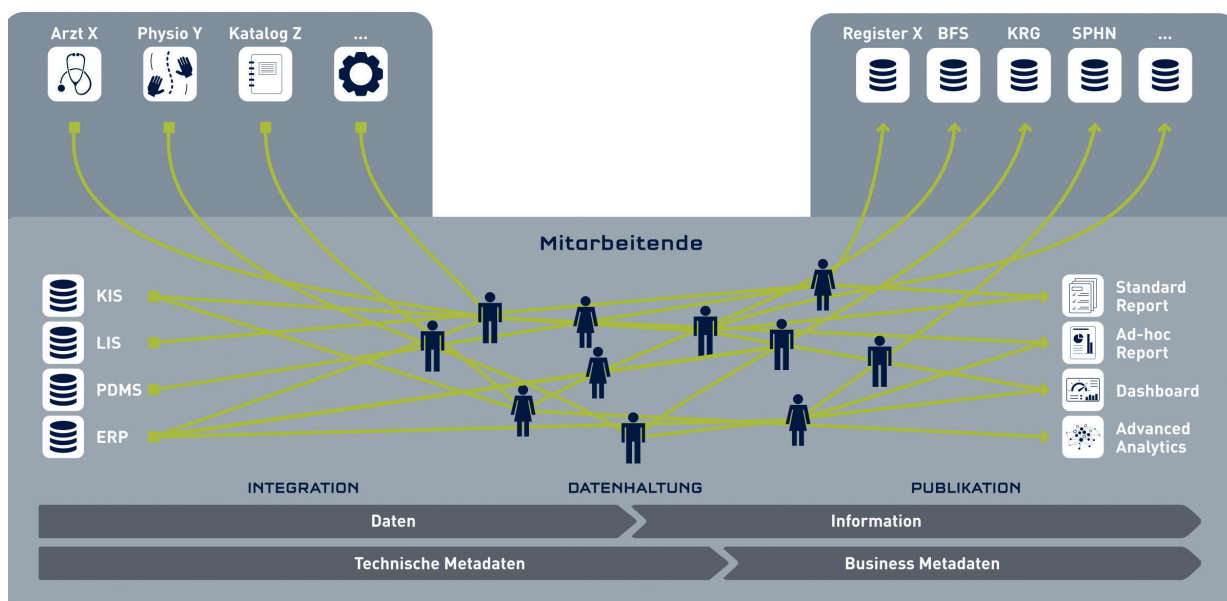 Arzt X Physio Y Katalog Z ...
Register X BFS KRG SPHN ...
Mitarbeitende
KIS
LIS
PDMS
ERP
Standard
Report
Ad-hoc
Report
Dashboard
Advanced
Analytics
INTEGRATION DATENHALTUNG PUBLIKATION
Daten Information
Technische Metadaten Business Metadaten